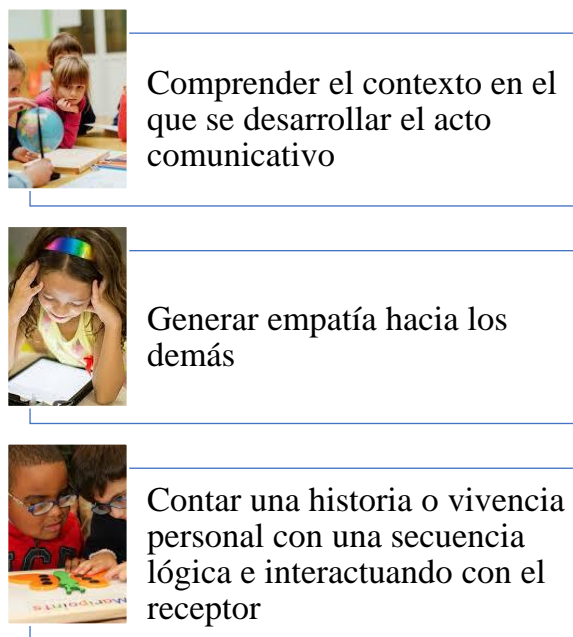 Comprender el contexto en el
que se desarrollar el acto
comunicativo
Generar empatía hacia los
demás
Contar una historia o vivencia
personal con una secuencia
lógica e interactuando con el
receptor